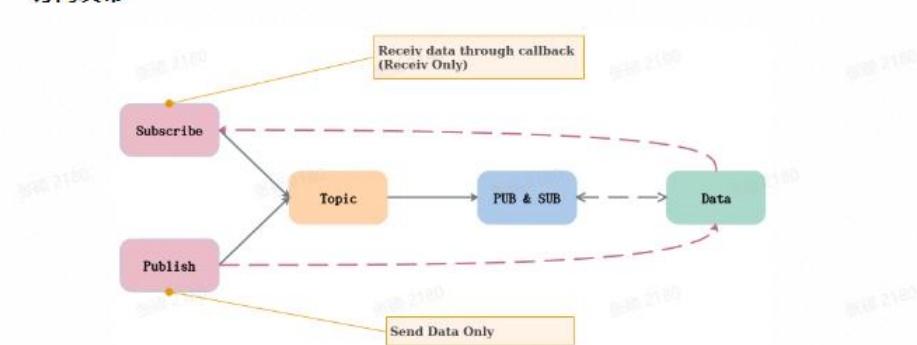 Receiv data through callback
(Receiv Only)
Subscribe
Topic
PUB & SUB
Data
Publish
Send Data Only